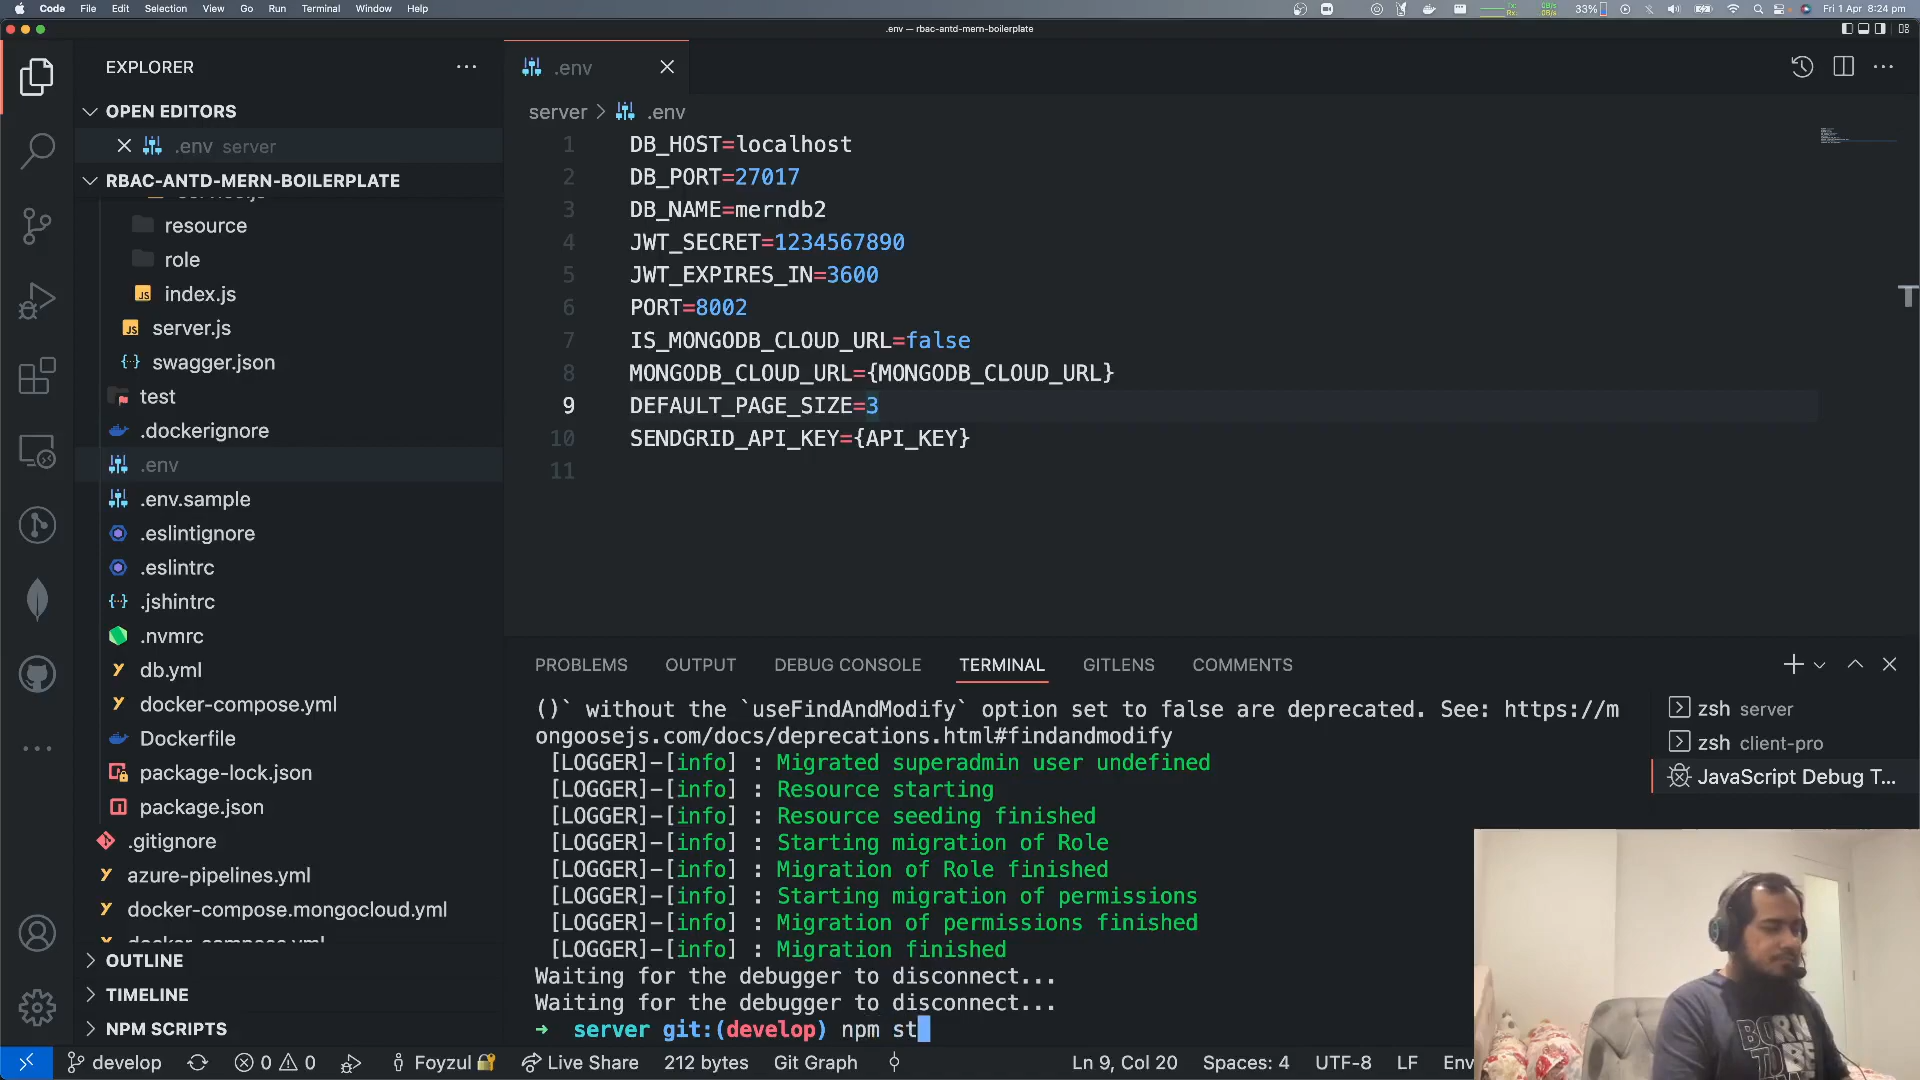 Code File Edit Selection View Go Run Terminal Window Help 33% Fri 1 Apr 8:24 pm
.env — rbac-antd-mern-boilerplate
EXPLORER
OPEN EDITORS
.env server
RBAC-ANTD-MERN-BOILERPLATE
resource
role
index.js
server.js
swagger.json
test
.dockerignore
.env
.env.sample
.eslintignore
.eslintrc
.jshintrc
.nvmrc
db.yml
docker-compose.yml
Dockerfile
package-lock.json
package.json
.gitignore
azure-pipelines.yml
docker-compose.mongocloud.yml
OUTLINE
TIMELINE
NPM SCRIPTS
.env
server > .env
1 DB_HOST=localhost
2 DB_PORT=27017
3 DB_NAME=merndb2
4 JWT_SECRET=1234567890
5 JWT_EXPIRES_IN=3600
6 PORT=8002
7 IS_MONGODB_CLOUD_URL=false
8 MONGODB_CLOUD_URL={MONGODB_CLOUD_URL}
9 DEFAULT_PAGE_SIZE=3
10 SENDGRID_API_KEY={API_KEY}
11
PROBLEMS OUTPUT DEBUG CONSOLE TERMINAL GITLENS COMMENTS
()` without the `useFindAndModify` option set to false are deprecated. See: https://m
ongoosejs.com/docs/deprecations.html#findandmodify
[LOGGER]-[info] : Migrated superadmin user undefined
[LOGGER]-[info] : Resource starting
[LOGGER]-[info] : Resource seeding finished
[LOGGER]-[info] : Starting migration of Role
[LOGGER]-[info] : Migration of Role finished
[LOGGER]-[info] : Starting migration of permissions
[LOGGER]-[info] : Migration of permissions finished
[LOGGER]-[info] : Migration finished
Waiting for the debugger to disconnect...
Waiting for the debugger to disconnect...
→ server git:(develop) npm st
zsh server
zsh client-pro
JavaScript Debug T...
BORN
develop 0 0 Foyzul Live Share 212 bytes Git Graph Ln 9, Col 20 Spaces: 4 UTF-8 LF Env